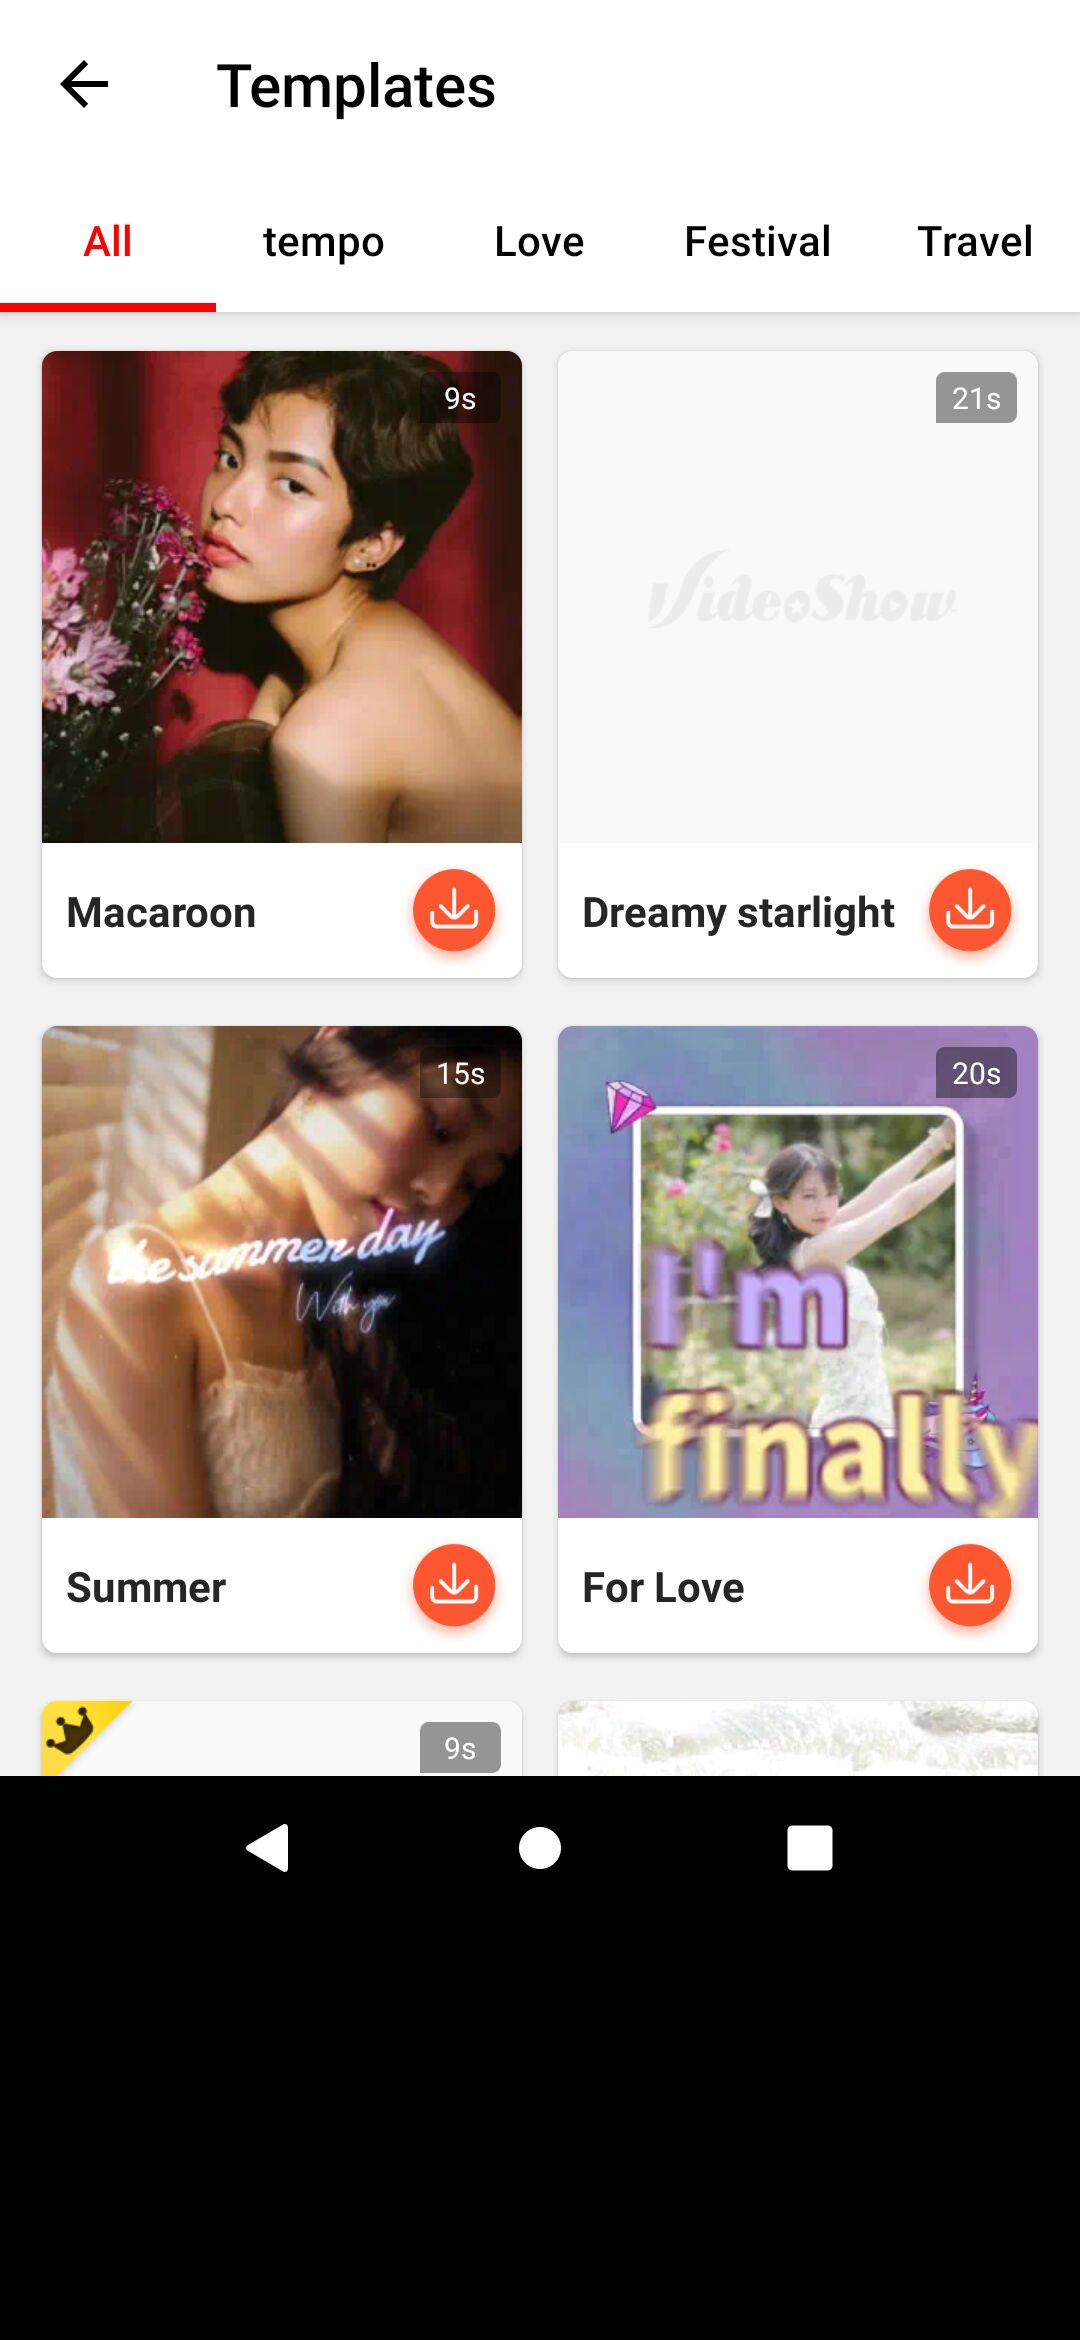 Templates
All tempo Love Festival Travel
9s
21s
VideoShow
Macaroon
Dreamy starlight
15s
20s
the summer day
With you
I'm
finally
Summer
For Love
9s